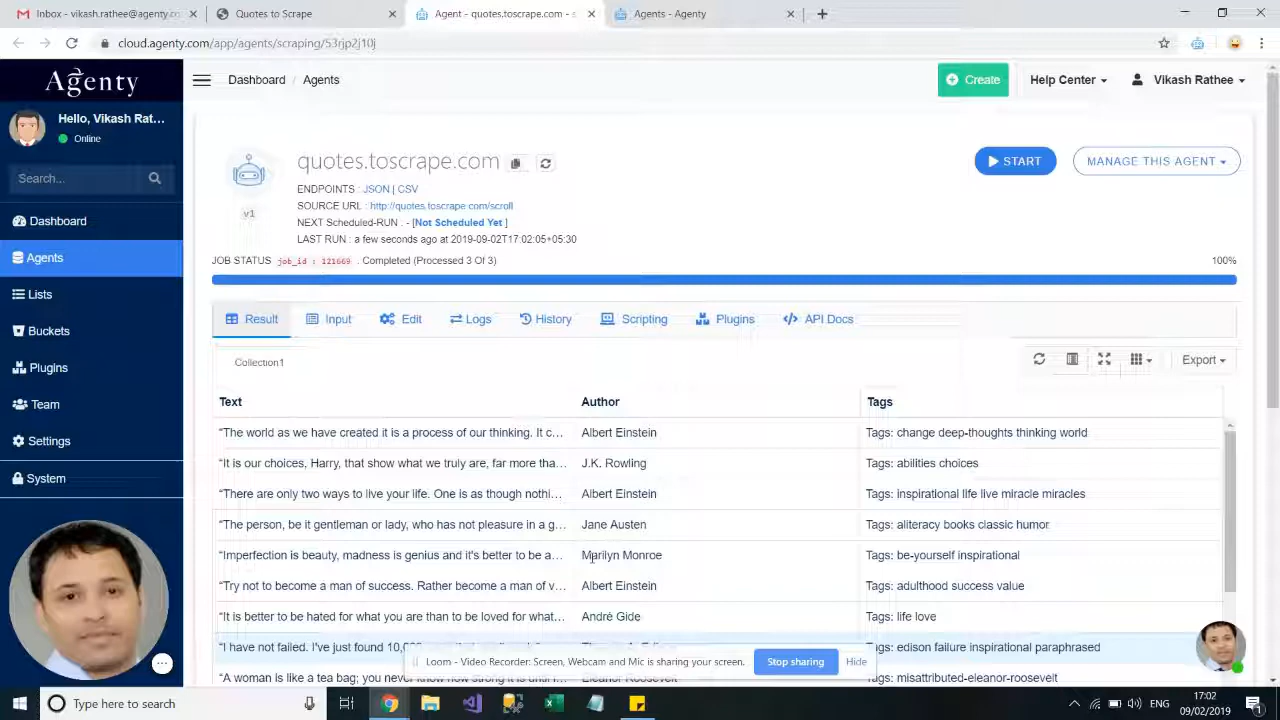 Inbox - vikash.rathee@agenty.c
Quotes to Scrape
Agent - quotes.toscrape.com - s
Agents - Agenty
cloud.agenty.com/app/agents/scraping/53rjp2j10j
Agenty
Dashboard / Agents
Create
Help Center
Vikash Rathee
Hello, Vikash Rat...
Online
Search...
Dashboard
Agents
Lists
Buckets
Plugins
Team
Settings
System
quotes.toscrape.com
v1
ENDPOINTS : JSON | CSV
SOURCE URL : http://quotes.toscrape.com/scroll
NEXT Scheduled-RUN : - [Not Scheduled Yet ]
LAST RUN : a few seconds ago at 2019-09-02T17:02:05+05:30
START
MANAGE THIS AGENT
JOB STATUS job_id : 121669 . Completed (Processed 3 Of 3)
100%
Result
Input
Edit
Logs
History
Scripting
Plugins
API Docs
Collection1
Export
Text Author Tags
“The world as we have created it is a process of our thinking. It c... Albert Einstein Tags: change deep-thoughts thinking world
“It is our choices, Harry, that show what we truly are, far more tha... J.K. Rowling Tags: abilities choices
“There are only two ways to live your life. One is as though nothi... Albert Einstein Tags: inspirational life live miracle miracles
“The person, be it gentleman or lady, who has not pleasure in a g... Jane Austen Tags: aliteracy books classic humor
“Imperfection is beauty, madness is genius and it's better to be a... Marilyn Monroe Tags: be-yourself inspirational
“Try not to become a man of success. Rather become a man of v... Albert Einstein Tags: adulthood success value
“It is better to be hated for what you are than to be loved for what... André Gide Tags: life love
“I have not failed. I've just found 10, Tags: edison failure inspirational paraphrased
“A woman is like a tea bag; you never know how strong it is until Eleanor Roosevelt Tags: misattributed-eleanor-roosevelt
Loom - Video Recorder: Screen, Webcam and Mic is sharing your screen.
Stop sharing
Hide
Type here to search
ENG
17:02
09/02/2019
1